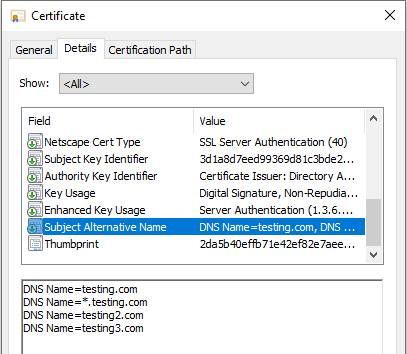 Certificate
General Details Certification Path
Show: <All>
Field Value
Netscape Cert Type SSL Server Authentication (40)
Subject Key Identifier 3d1a8d7eed99369d81c3bde2...
Authority Key Identifier Certificate Issuer: Directory A...
Key Usage Digital Signature, Non-Repudia...
Enhanced Key Usage Server Authentication (1.3.6....
Subject Alternative Name DNS Name=testing.com, DNS ...
Thumbprint 2da5b40effb71e42ef82e7aee...
DNS Name=testing.com
DNS Name=*.testing.com
DNS Name=testing2.com
DNS Name=testing3.com